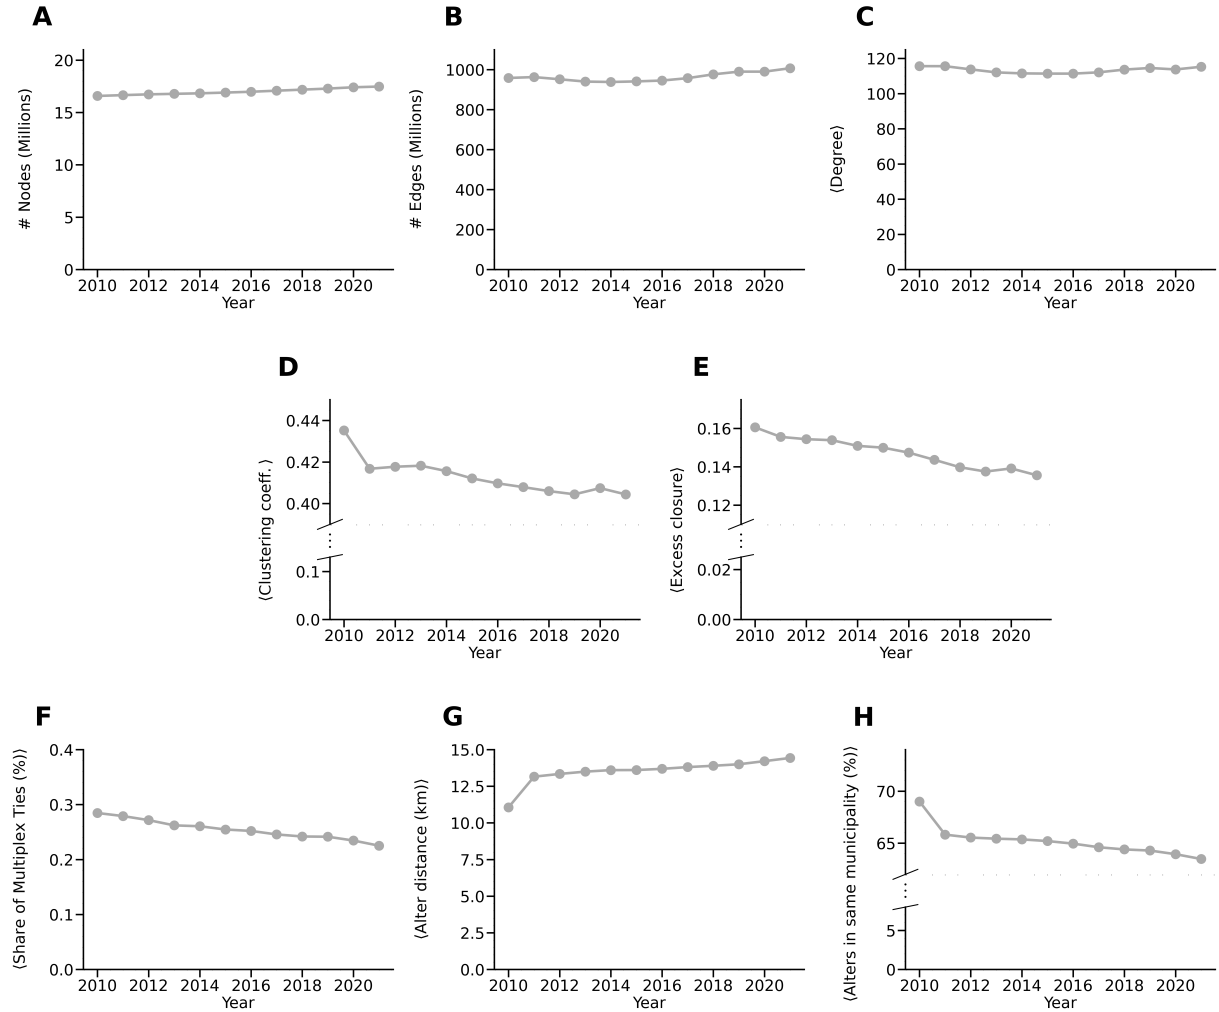 A
# Nodes (Millions)
20
15
10
5
0
2010 2012 2014 2016 2018 2020
Year
B
# Edges (Millions)
1000
800
600
400
200
0
2010 2012 2014 2016 2018 2020
Year
C
⟨Degree⟩
120
100
80
60
40
20
0
2010 2012 2014 2016 2018 2020
Year
D
⟨Clustering coeff. ⟩
0.44
0.42
0.40
0.1
0.0
2010 2012 2014 2016 2018 2020
Year
E
⟨Excess closure⟩
0.16
0.14
0.12
0.02
0.00
2010 2012 2014 2016 2018 2020
Year
F
⟨Share of Multiplex Ties (%)⟩
0.4
0.3
0.2
0.1
0.0
2010 2012 2014 2016 2018 2020
Year
G
⟨Alter distance (km)⟩
15.0
12.5
10.0
7.5
5.0
2.5
0.0
2010 2012 2014 2016 2018 2020
Year
H
⟨Alters in same municipality (%)⟩
70
65
5
0
2010 2012 2014 2016 2018 2020
Year